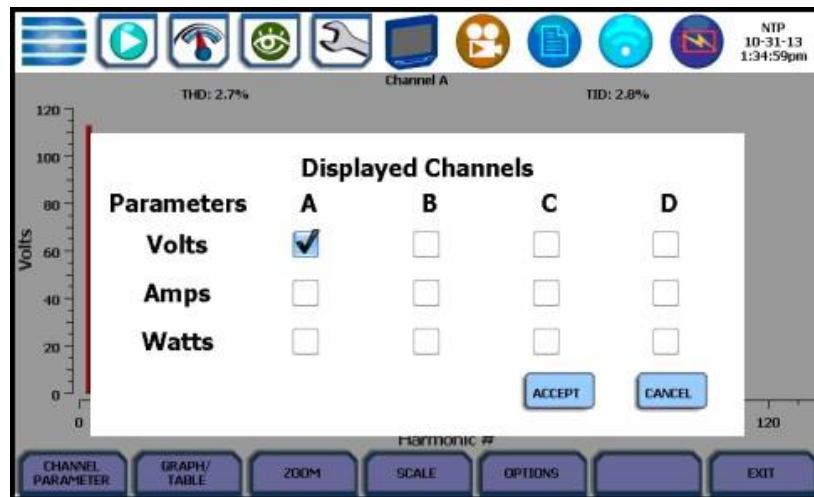 NTP
10-31-13
1:34:59pm
Channel A
THD: 2.7% TID: 2.8%
120
100
80
60
40
20
0
Volts
Displayed Channels
Parameters A B C D
Volts
Amps
Watts
ACCEPT CANCEL
0 120
Harmonic #
CHANNEL PARAMETER GRAPH/ TABLE ZOOM SCALE OPTIONS EXIT